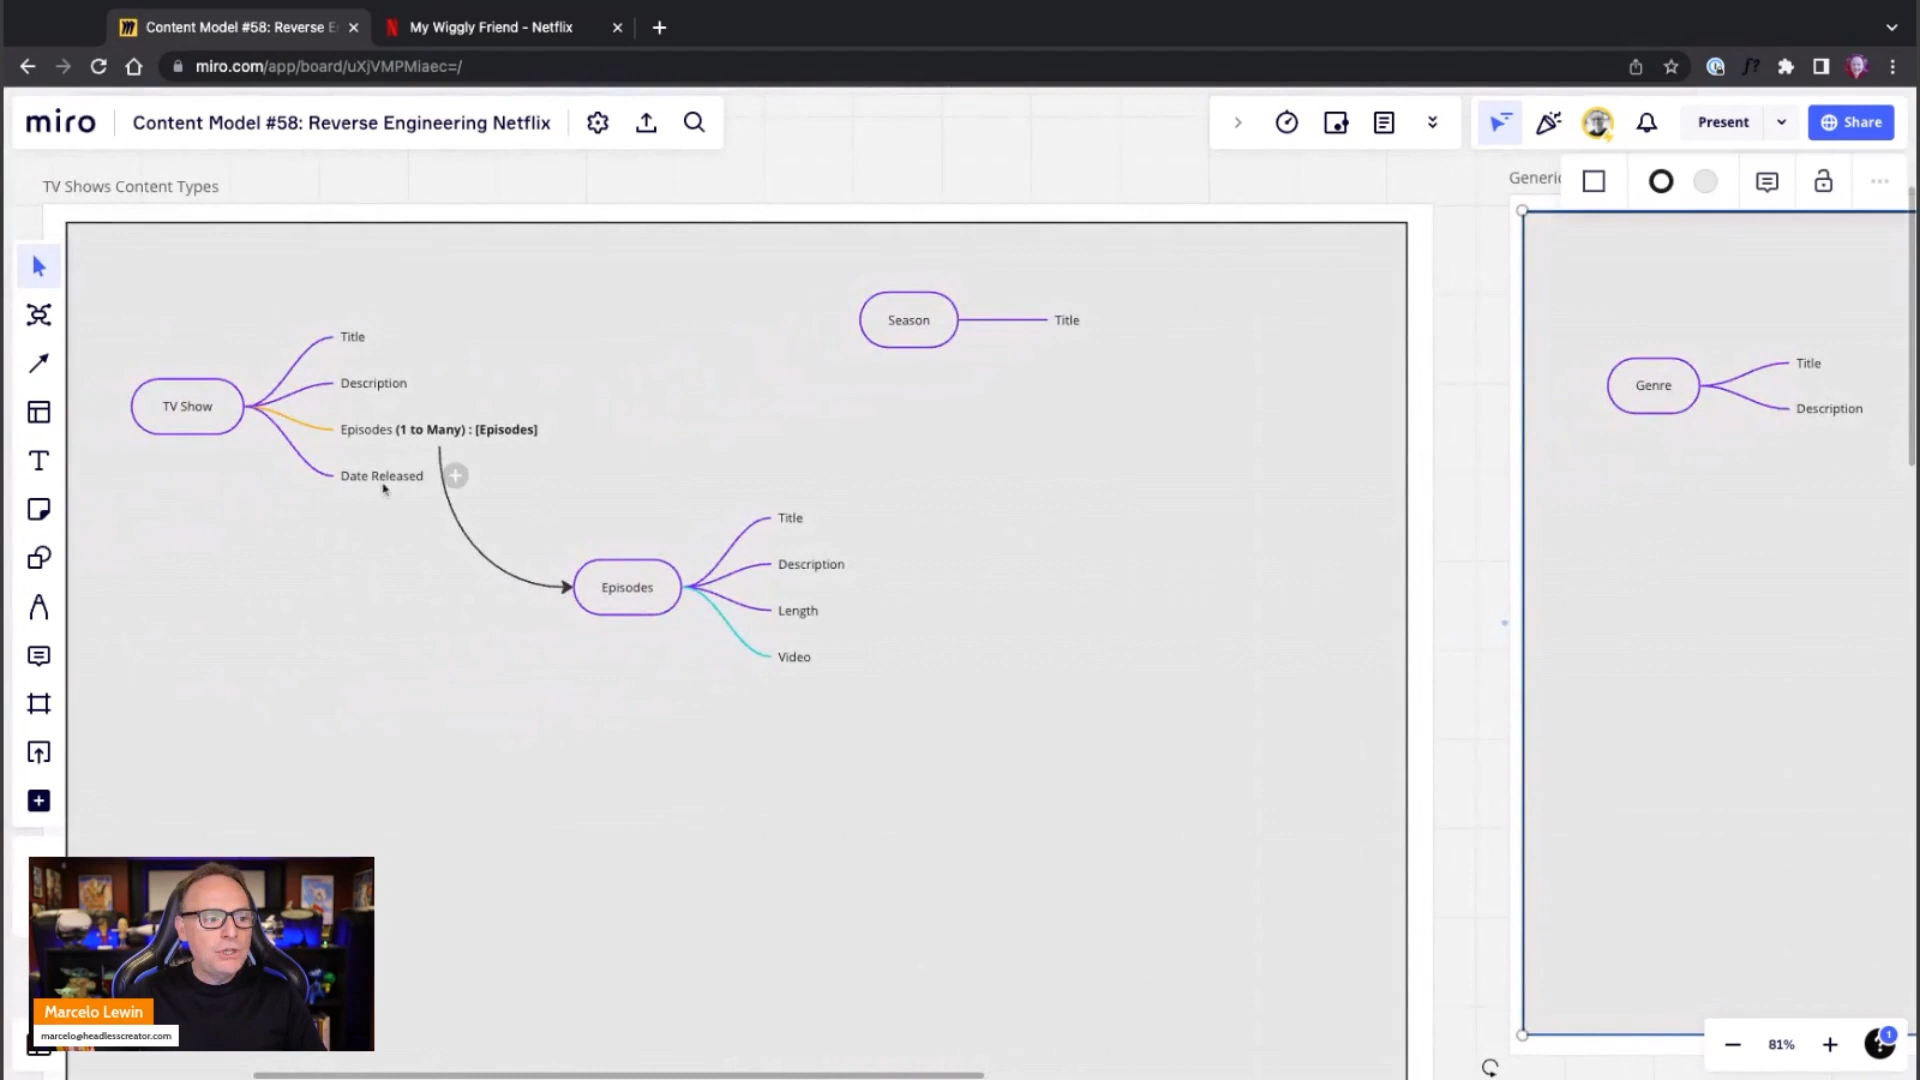 Content Model #58: Reverse E
My Wiggly Friend - Netflix
miro.com/app/board/uXjVMPMiaec=/
miro
Content Model #58: Reverse Engineering Netflix
Present
Share
TV Shows Content Types
Generic
Season
Title
TV Show
Title
Description
Episodes (1 to Many) : [Episodes]
Date Released
Genre
Title
Description
Episodes
Title
Description
Length
Video
Marcelo Lewin
marcelo@headlesscreator.com
81%
1